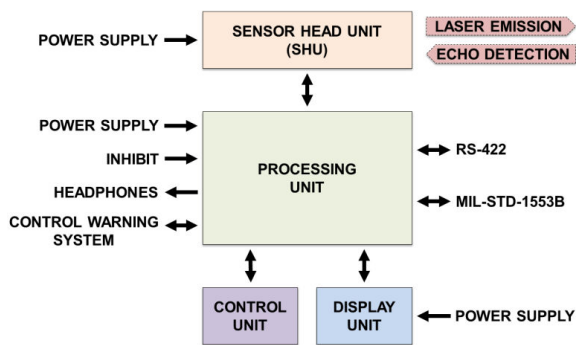 POWER SUPPLY
SENSOR HEAD UNIT
(SHU)
LASER EMISSION
ECHO DETECTION
POWER SUPPLY
INHIBIT
HEADPHONES
CONTROL WARNING
SYSTEM
PROCESSING
UNIT
RS-422
MIL-STD-1553B
CONTROL
UNIT
DISPLAY
UNIT
POWER SUPPLY